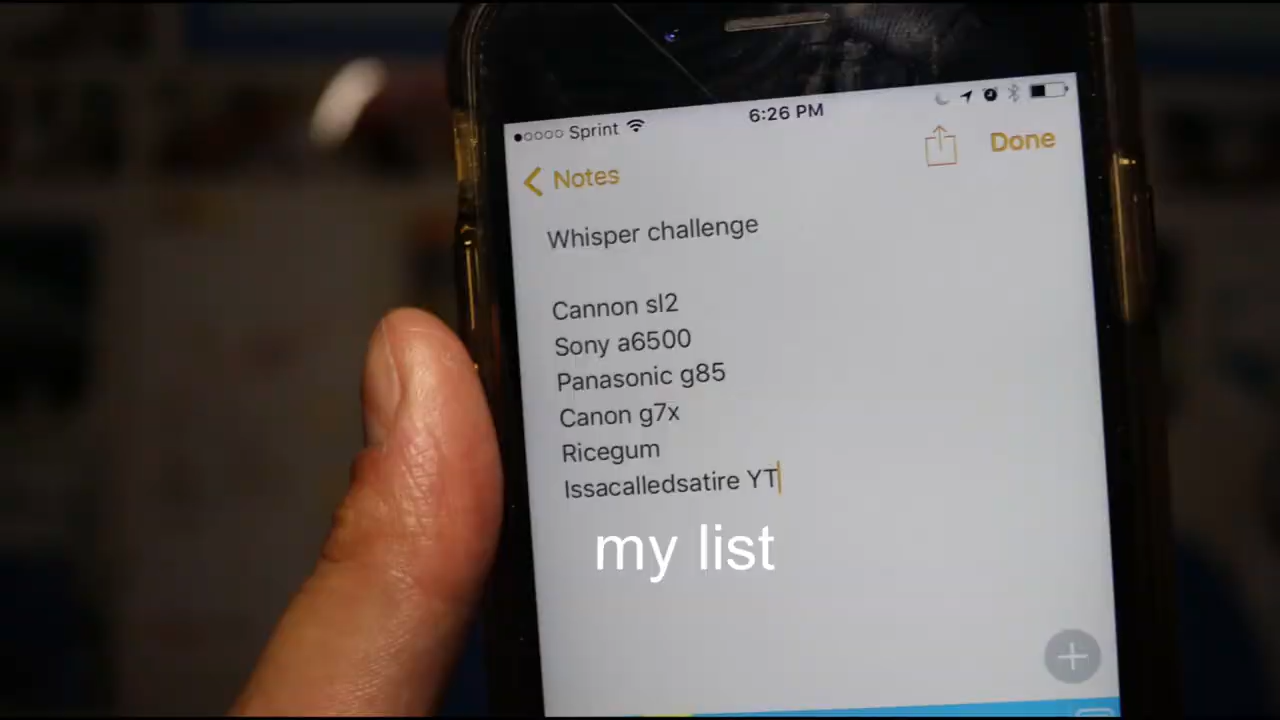 Sprint
6:26 PM
Notes
Done
Whisper challenge
Cannon sl2
Sony a6500
Panasonic g85
Canon g7x
Ricegum
Issacalledsatire YT
my list